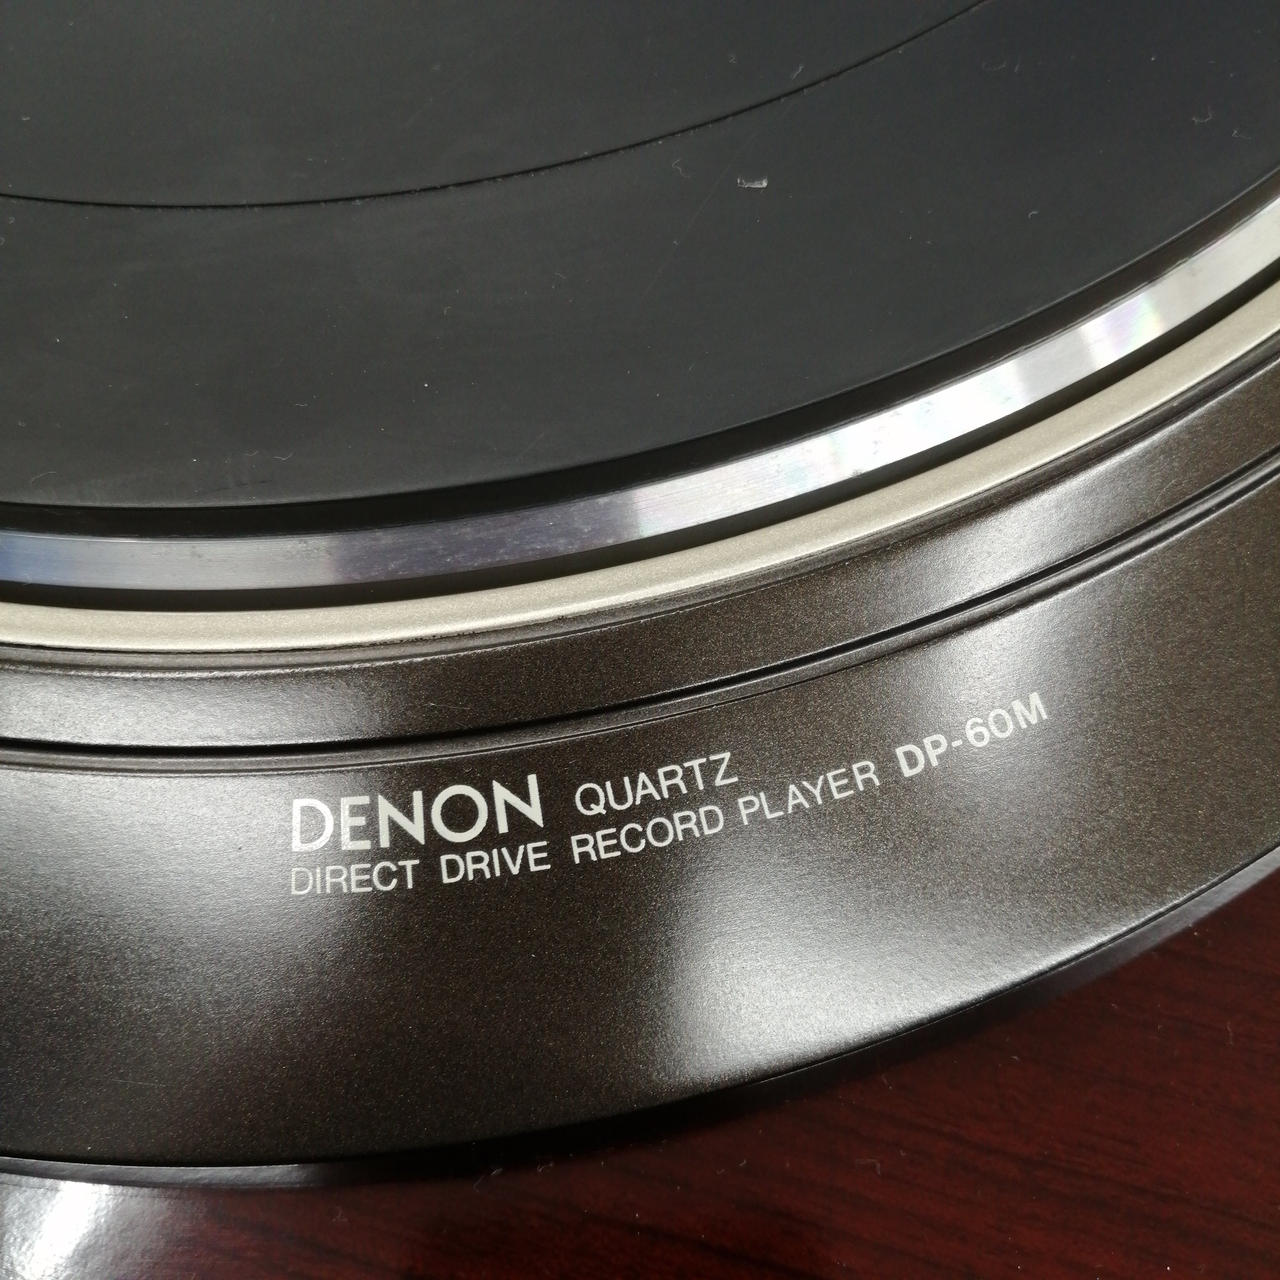 DENON QUARTZ
DIRECT DRIVE RECORD PLAYER DP-60M